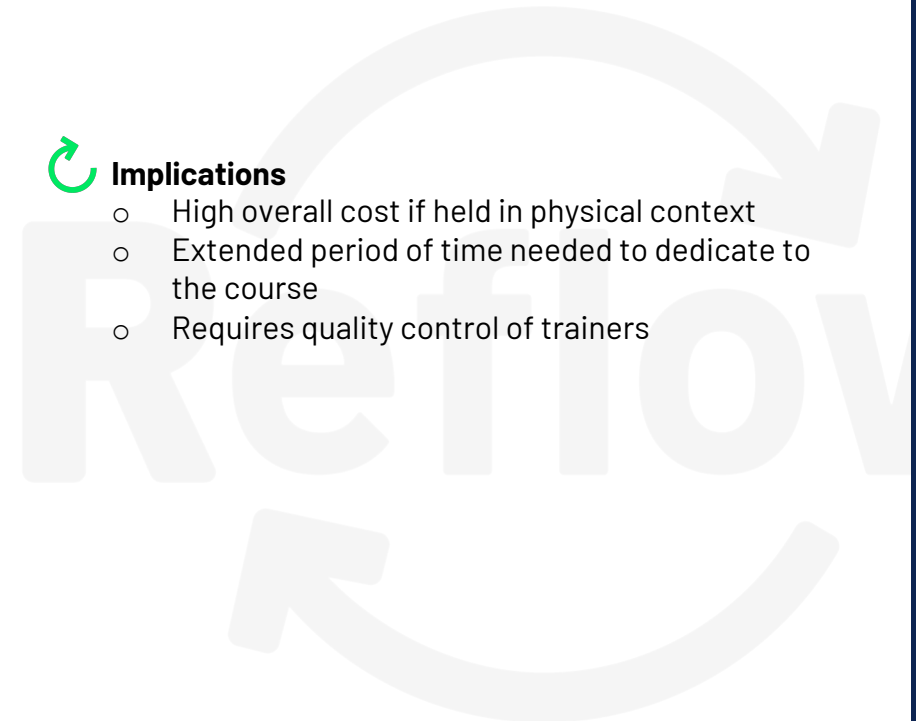 Implications
o High overall cost if held in physical context
o Extended period of time needed to dedicate to
the course
o Requires quality control of trainers
Reflow